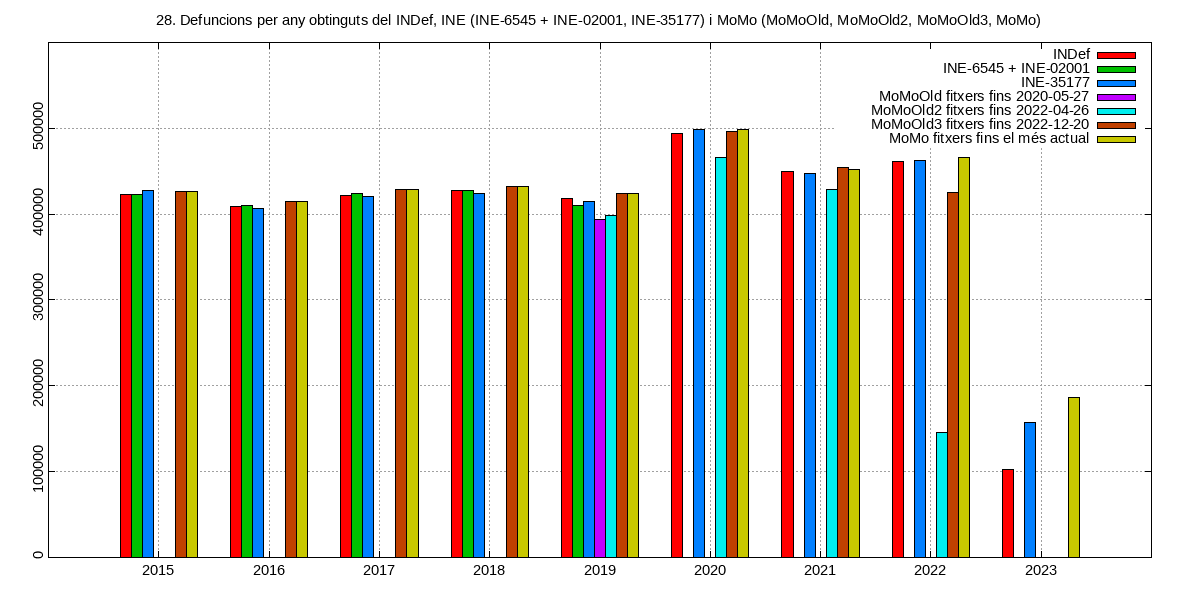 28. Defuncions per any obtinguts del INDef, INE (INE-6545 + INE-02001, INE-35177) i MoMo (MoMoOld, MoMoOld2, MoMoOld3, MoMo)
INDef
INE-6545 + INE-02001
INE-35177
MoMoOld fitxers fins 2020-05-27
MoMoOld2 fitxers fins 2022-04-26
MoMoOld3 fitxers fins 2022-12-20
MoMo fitxers fins el més actual
500000
400000
300000
200000
100000
0
2015 2016 2017 2018 2019 2020 2021 2022 2023